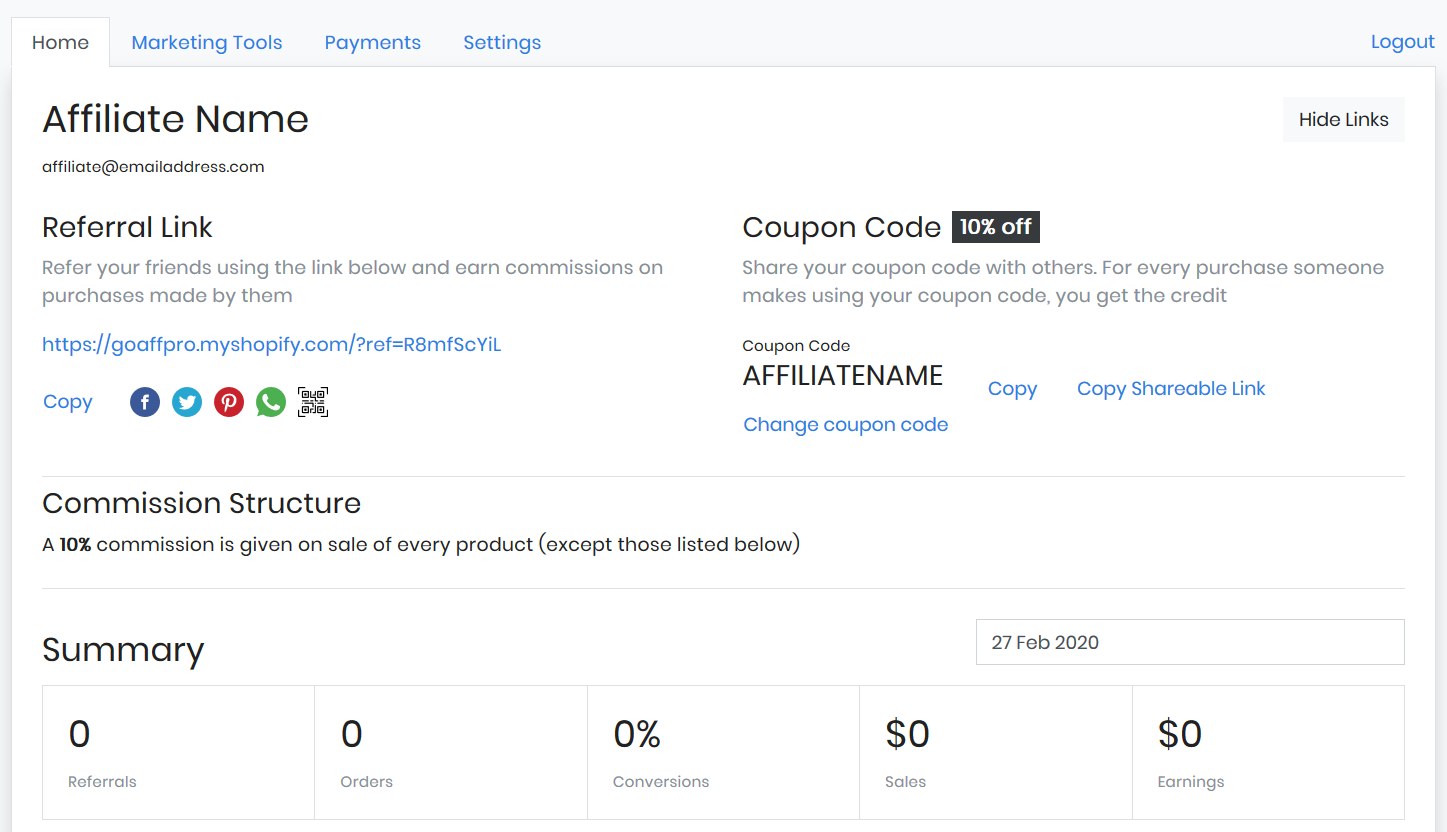 Home
Marketing Tools
Payments
Settings
Logout
Affiliate Name
Hide Links
affiliate@emailaddress.com
Referral Link
Refer your friends using the link below and earn commissions on
purchases made by them
https://goaffpro.myshopify.com/?ref=R8mfScYiL
Copy
Coupon Code 10% off
Share your coupon code with others. For every purchase someone
makes using your coupon code, you get the credit
Coupon Code
AFFILIATENAME
Copy
Copy Shareable Link
Change coupon code
Commission Structure
A 10% commission is given on sale of every product (except those listed below)
Summary
27 Feb 2020
0
Referrals
0
Orders
0%
Conversions
$0
Sales
$0
Earnings